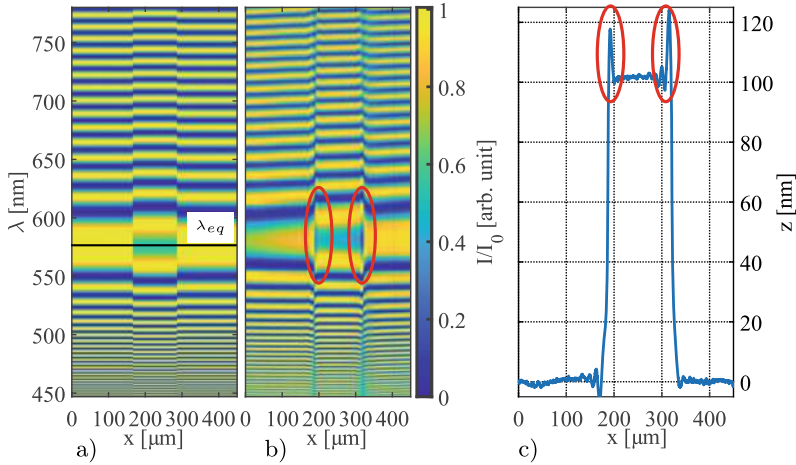 λ [nm]
750
700
650
600
550
500
450
λeq
0 100 200 300 400
x [μm]
a)
0 100 200 300 400
x [μm]
b)
1
0.8
0.6
0.4
0.2
0
I/I0 [arb. unit]
120
100
80
60
40
20
0
z [nm]
0 100 200 300 400
x [μm]
c)